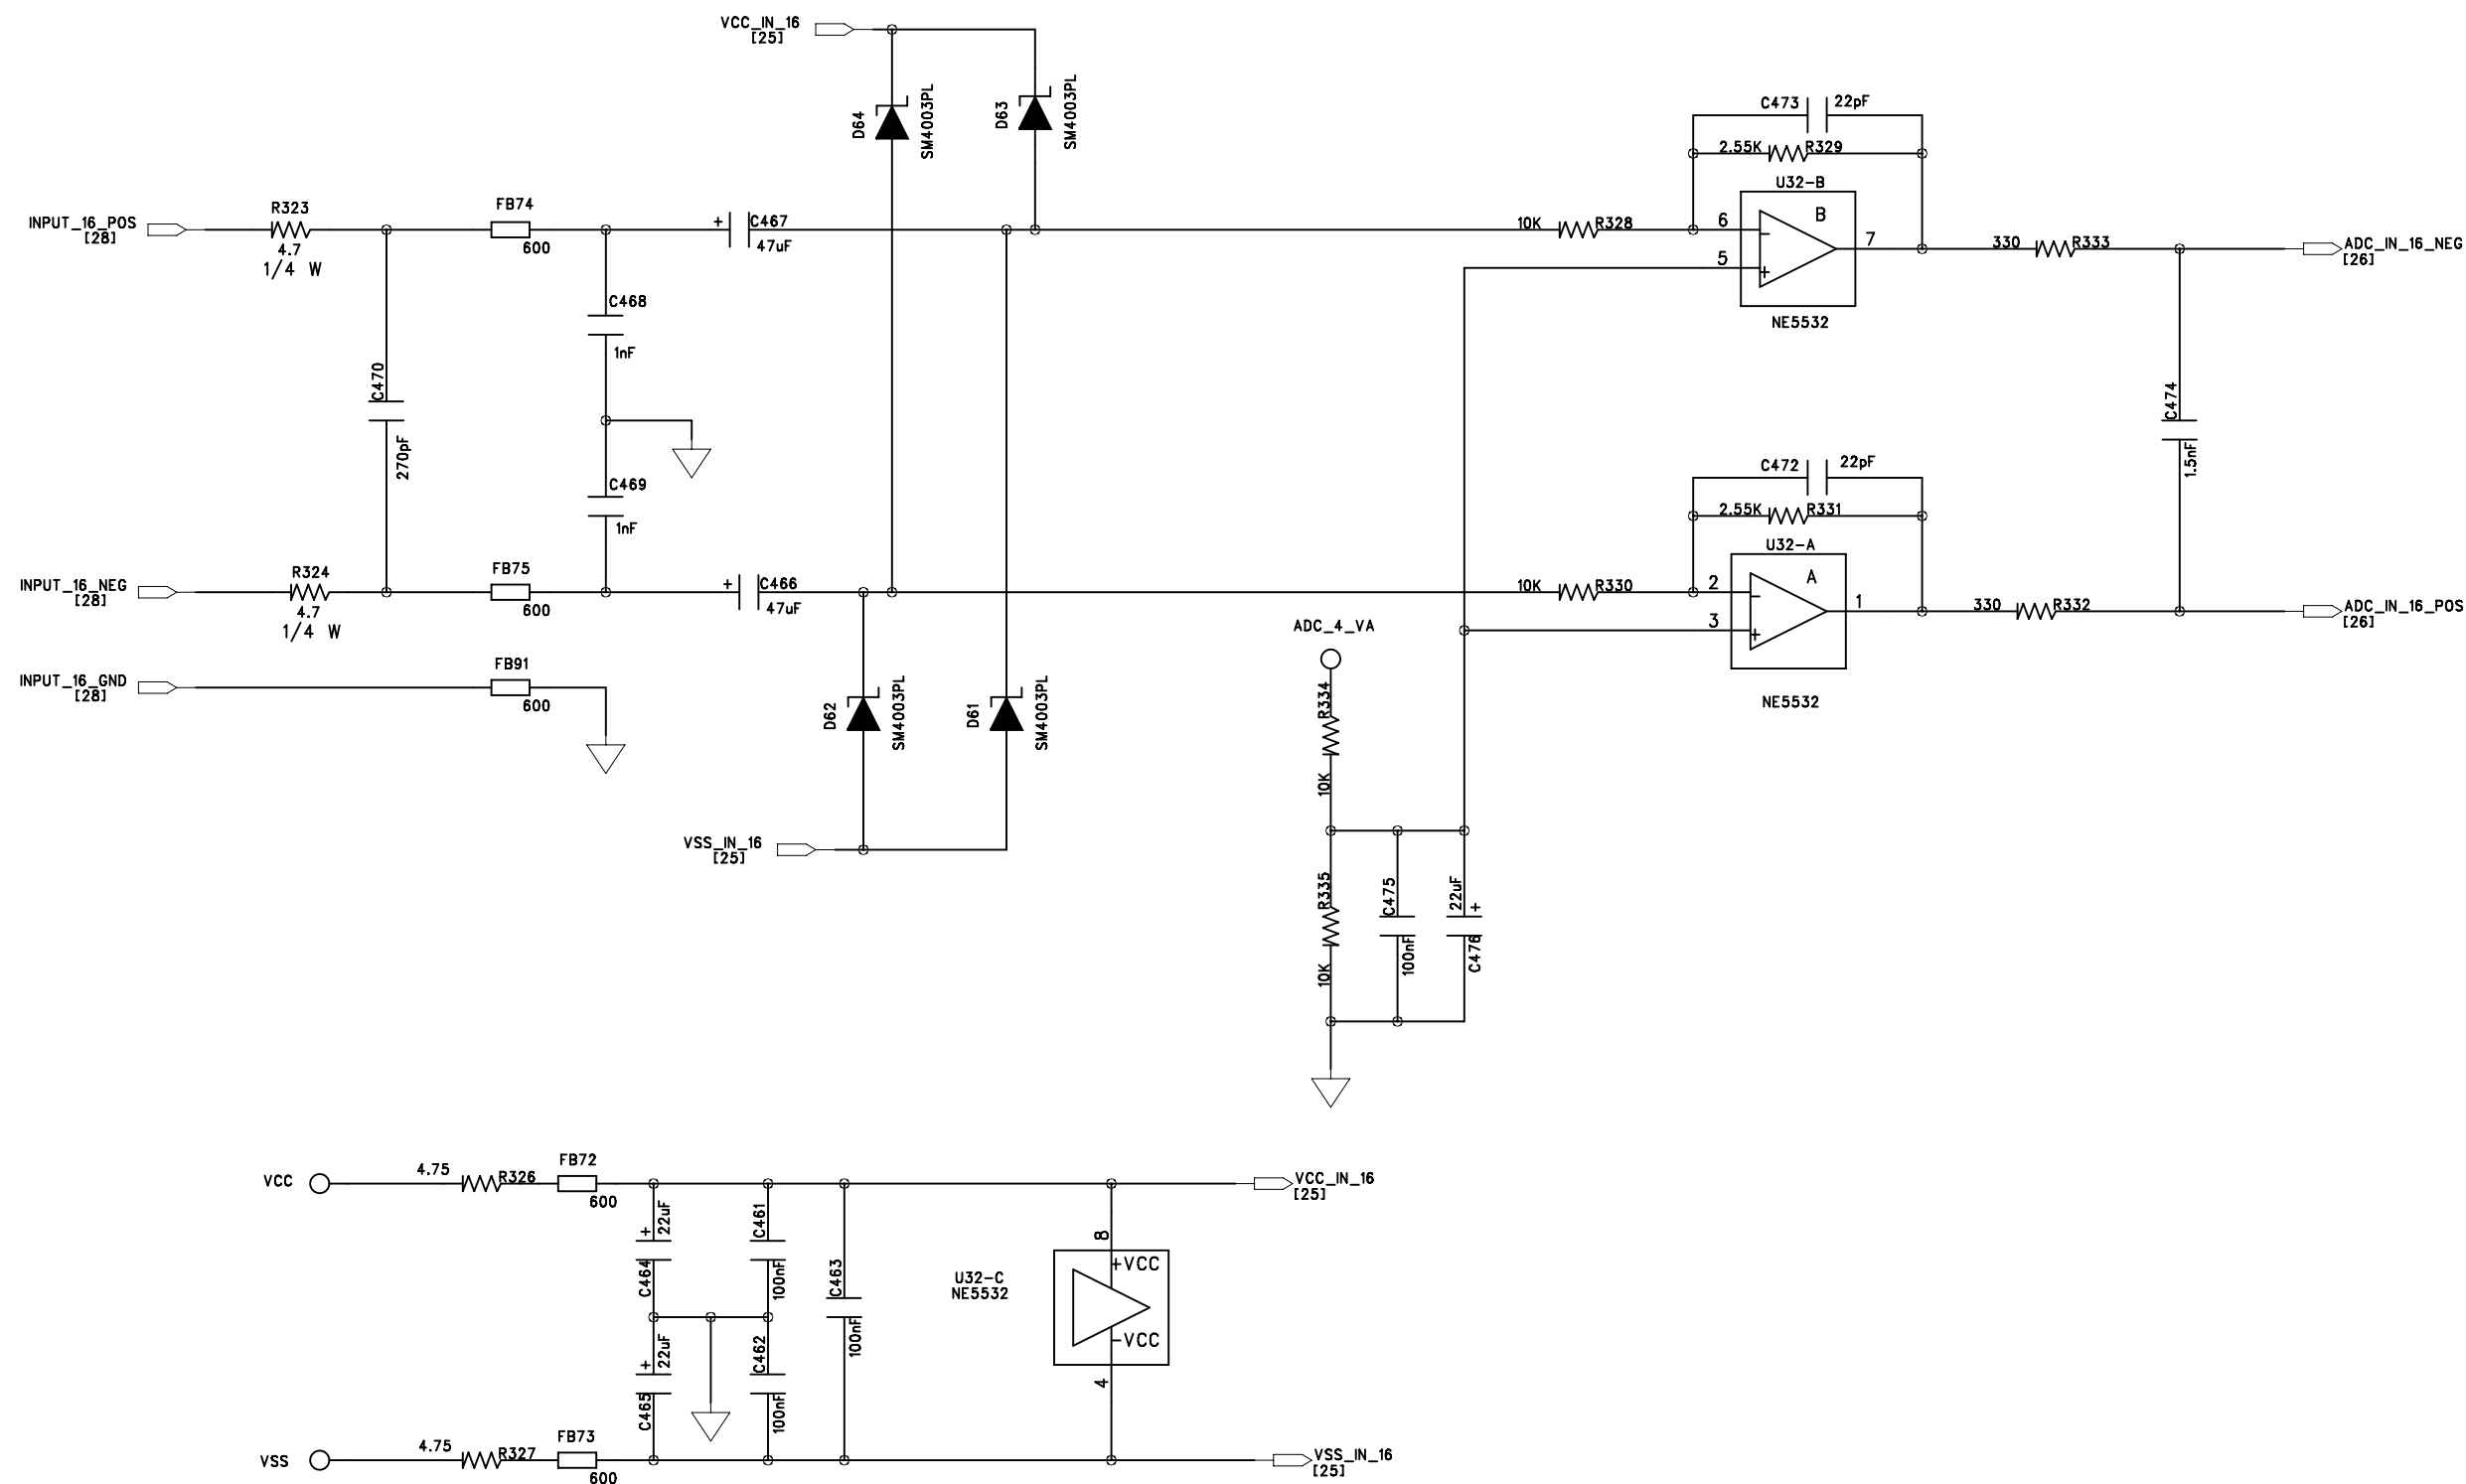 VCC_IN_16
[25]
D64
SM4003PL
D63
SM4003PL
C473
22pF
2.55K
R329
U32-B
B
INPUT_16_POS
[28]
R323
4.7
1/4 W
FB74
600
+
C467
47uF
10K
R328
6
−
5
+
7
NE5532
330
R333
ADC_IN_16_NEG
[26]
C468
1nF
C470
270pF
C469
1nF
C474
1.5nF
C472
22pF
2.55K
R331
U32-A
A
INPUT_16_NEG
[28]
R324
4.7
1/4 W
FB75
600
+
C466
47uF
10K
R330
2
−
3
+
1
NE5532
330
R332
ADC_IN_16_POS
[26]
INPUT_16_GND
[28]
FB91
600
D62
SM4003PL
D61
SM4003PL
VSS_IN_16
[25]
ADC_4_VA
R334
10K
R335
10K
C475
100nF
22uF
+
C476
VCC
4.75
R326
FB72
600
VCC_IN_16
[25]
+
22uF
C464
C461
100nF
C463
100nF
U32-C
NE5532
8
+VCC
-VCC
4
+
22uF
C465
C462
100nF
VSS
4.75
R327
FB73
600
VSS_IN_16
[25]